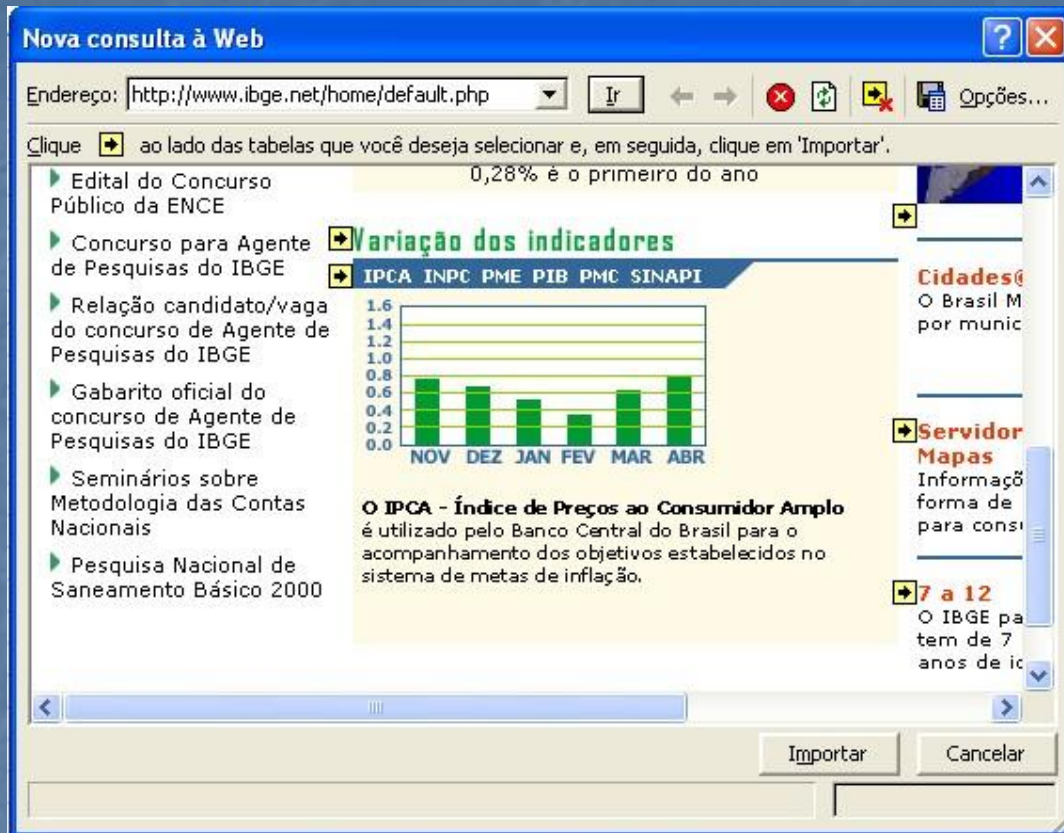 Nova consulta à Web
Endereço: http://www.ibge.net/home/default.php Ir Opções...
Clique ao lado das tabelas que você deseja selecionar e, em seguida, clique em 'Importar'.
Edital do Concurso
Público da ENCE
Concurso para Agente
de Pesquisas do IBGE
Relação candidato/vaga
do concurso de Agente de
Pesquisas do IBGE
Gabarito oficial do
concurso de Agente de
Pesquisas do IBGE
Seminários sobre
Metodologia das Contas
Nacionais
Pesquisa Nacional de
Saneamento Básico 2000
0,28% é o primeiro do ano
Variação dos indicadores
IPCA INPC PME PIB PMC SINAPI
1.6
1.4
1.2
1.0
0.8
0.6
0.4
0.2
0.0
NOV DEZ JAN FEV MAR ABR
O IPCA - Índice de Preços ao Consumidor Amplo
é utilizado pelo Banco Central do Brasil para o
acompanhamento dos objetivos estabelecidos no
sistema de metas de inflação.
Cidades@
O Brasil M
por munic
Servidor
Mapas
Informaçõ
forma de
para consu
7 a 12
O IBGE pa
tem de 7
anos de id
Importar Cancelar